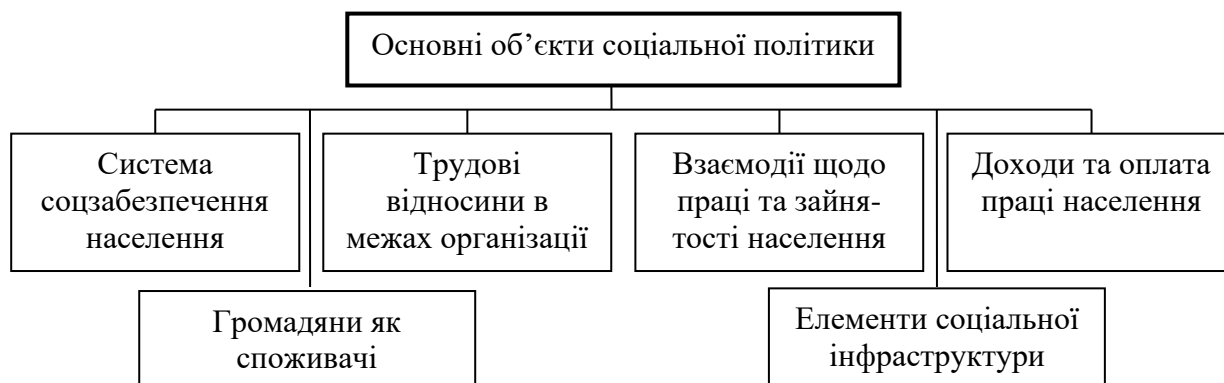 Основні об’єкти соціальної політики
Система
соцзабезпечення
населення
Трудові
відносини в
межах організації
Взаємодії щодо
праці та зайня-
тості населення
Доходи та оплата
праці населення
Громадяни як
споживачі
Елементи соціальної
інфраструктури